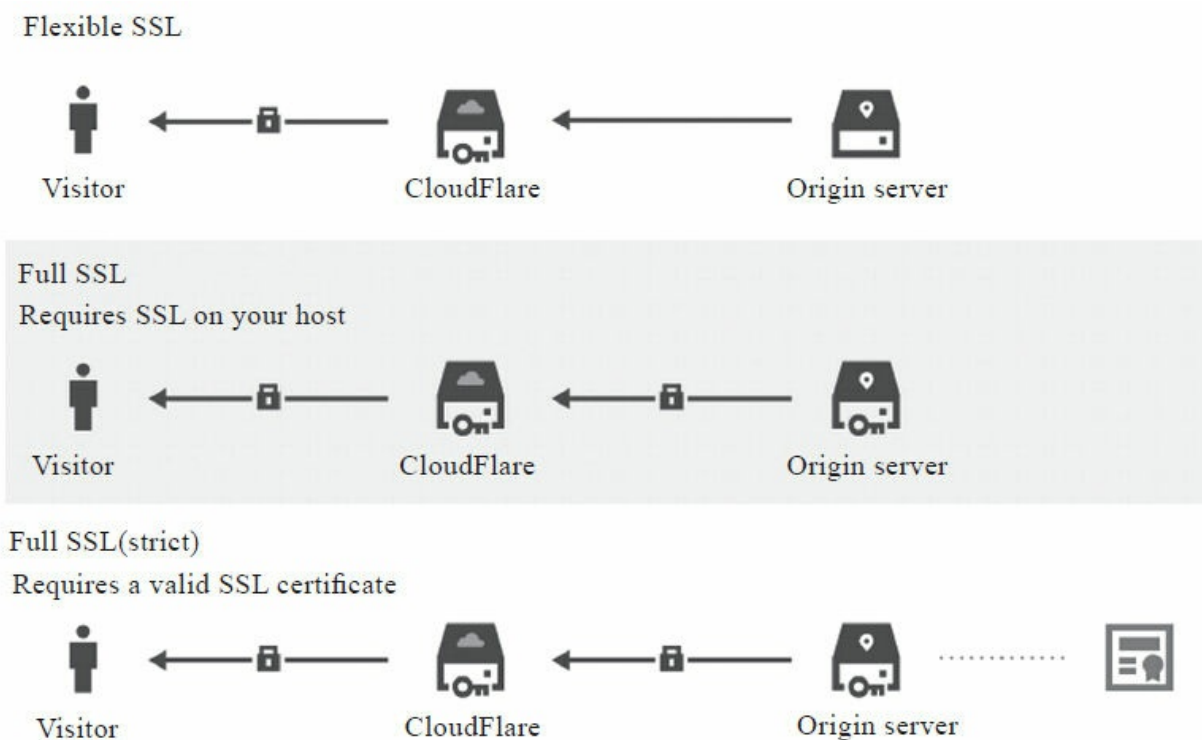 Flexible SSL
Visitor
CloudFlare
Origin server
Full SSL
Requires SSL on your host
Visitor
CloudFlare
Origin server
Full SSL(strict)
Requires a valid SSL certificate
Visitor
CloudFlare
Origin server